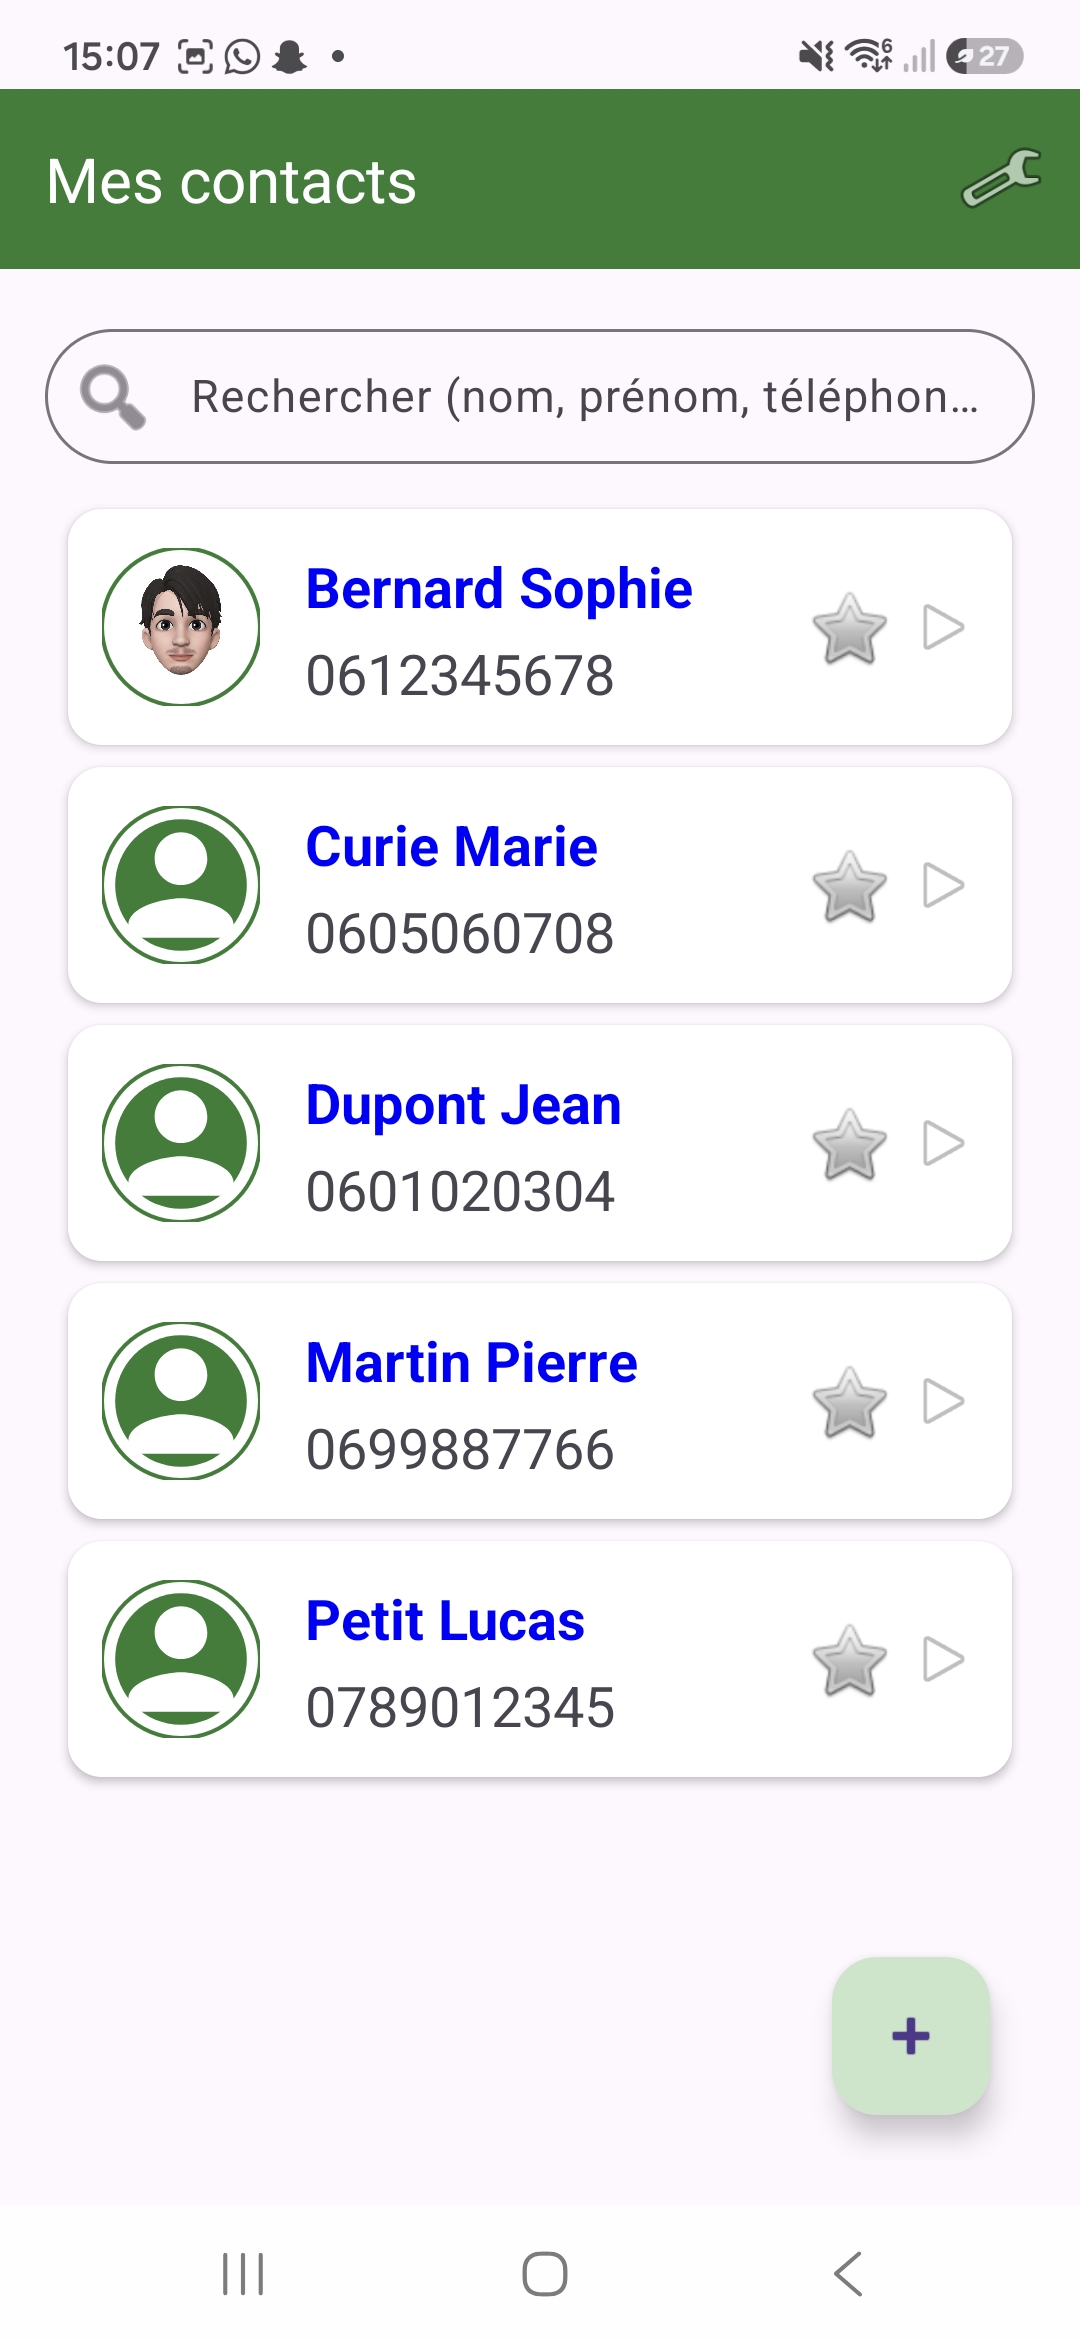 15:07
6
27
Mes contacts
Rechercher (nom, prénom, téléphon...
Bernard Sophie
0612345678
Curie Marie
0605060708
Dupont Jean
0601020304
Martin Pierre
0699887766
Petit Lucas
0789012345